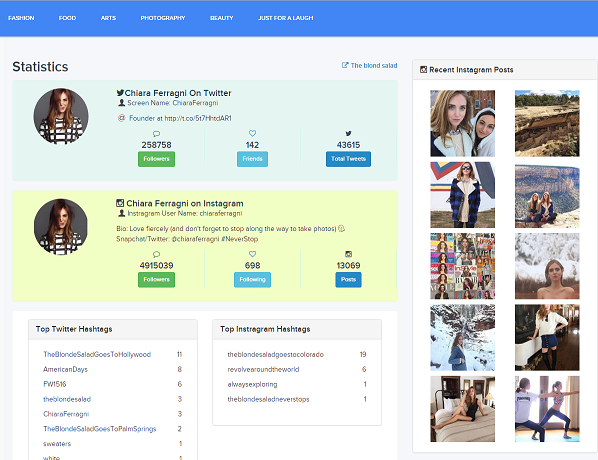 FASHION FOOD ARTS PHOTOGRAPHY BEAUTY JUST FOR A LAUGH
Statistics
The blond salad
Chiara Ferragni On Twitter
Screen Name: ChiaraFerragni
@ Founder at http://t.co/5t7HhtdAR1
258758 142 43615
Followers Friends Total Tweets
Chiara Ferragni on Instagram
Instragram User Name: chiaraferragni
Bio: Love fiercely (and don't forget to stop along the way to take photos)
Snapchat/Twitter: @chiaraferragni #NeverStop
4915039 698 13069
Followers Following Posts
Top Twitter Hashtags
TheBlondeSaladGoesToHollywood 11
AmericanDays 8
FW1516 6
theblondesalad 3
ChiaraFerragni 3
TheBlondeSaladGoesToPalmSprings 2
sweaters 1
white 1
Top Instragram Hashtags
theblondesaladgoestocolorado 19
revolvearoundtheworld 6
alwaysexploring 1
theblondesaladneverstops 1
Recent Instagram Posts